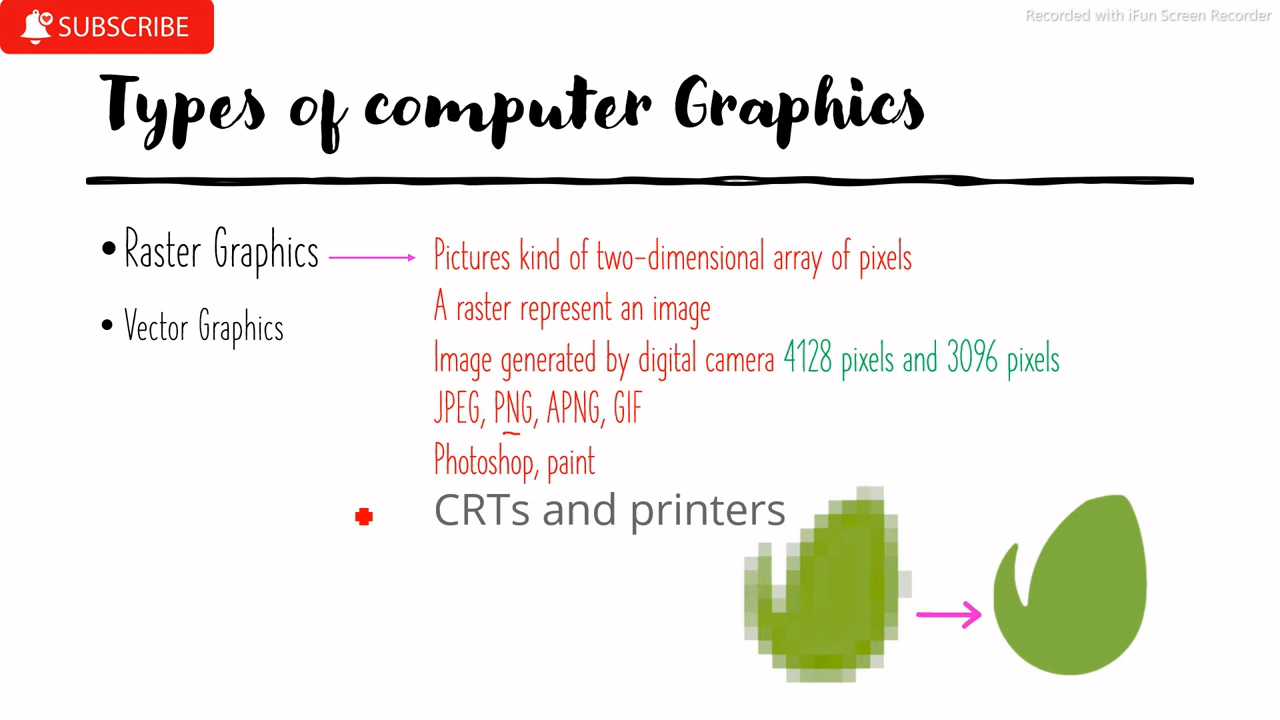 SUBSCRIBE
Recorded with iFun Screen Recorder
Types of computer Graphics
• Raster Graphics
Pictures kind of two-dimensional array of pixels
A raster represent an image
• Vector Graphics
Image generated by digital camera 4128 pixels and 3096 pixels
JPEG, PNG, APNG, GIF
Photoshop, paint
CRTs and printers